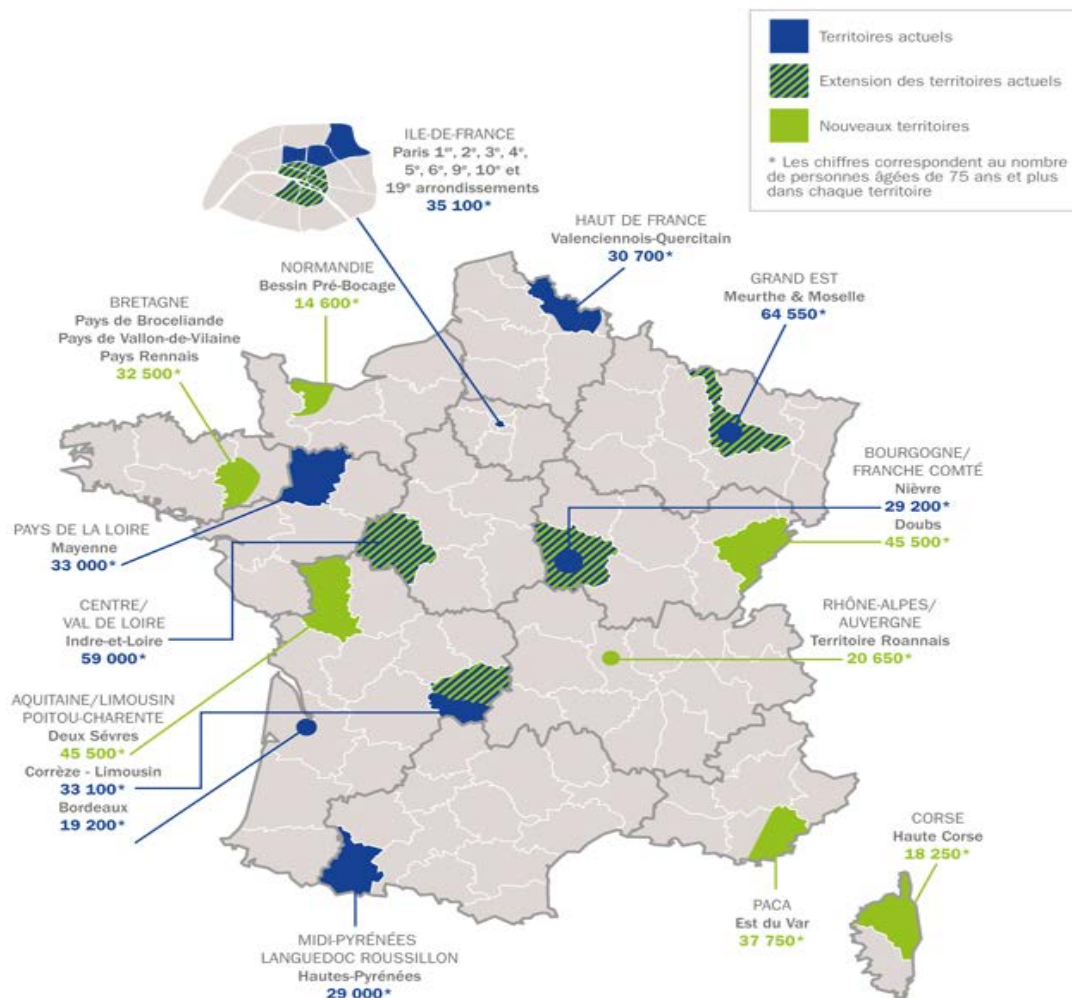 Territoires actuels
Extension des territoires actuels
Nouveaux territoires
* Les chiffres correspondent au nombre
de personnes âgées de 75 ans et plus
dans chaque territoire
ILE-DE-FRANCE
Paris 1er, 2e, 3e, 4e,
5e, 6e, 9e, 10e et
19e arrondissements
35 100*
HAUT DE FRANCE
Valenciennois-Quercitain
30 700*
NORMANDIE
Bessin Pré-Bocage
14 600*
GRAND EST
Meurthe & Moselle
64 550*
BRETAGNE
Pays de Broceliande
Pays de Vallon-de-Vilaine
Pays Rennais
32 500*
BOURGOGNE/
FRANCHE COMTÉ
Nièvre
29 200*
Doubs
45 500*
PAYS DE LA LOIRE
Mayenne
33 000*
CENTRE/
VAL DE LOIRE
Indre-et-Loire
59 000*
RHÔNE-ALPES/
AUVERGNE
Territoire Roannais
20 650*
AQUITAINE/LIMOUSIN
POITOU-CHARENTE
Deux Sévres
45 500*
Corrèze - Limousin
33 100*
Bordeaux
19 200*
CORSE
Haute Corse
18 250*
PACA
Est du Var
37 750*
MIDI-PYRÉNÉES
LANGUEDOC ROUSSILLON
Hautes-Pyrénées
29 000*